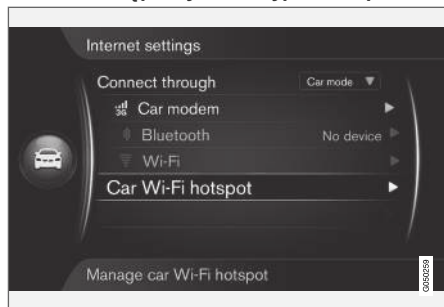 Internet settings
Connect through Car mode
3G Car modem
Bluetooth No device
Wi-Fi
Car Wi-Fi hotspot
Manage car Wi-Fi hotspot
G050259